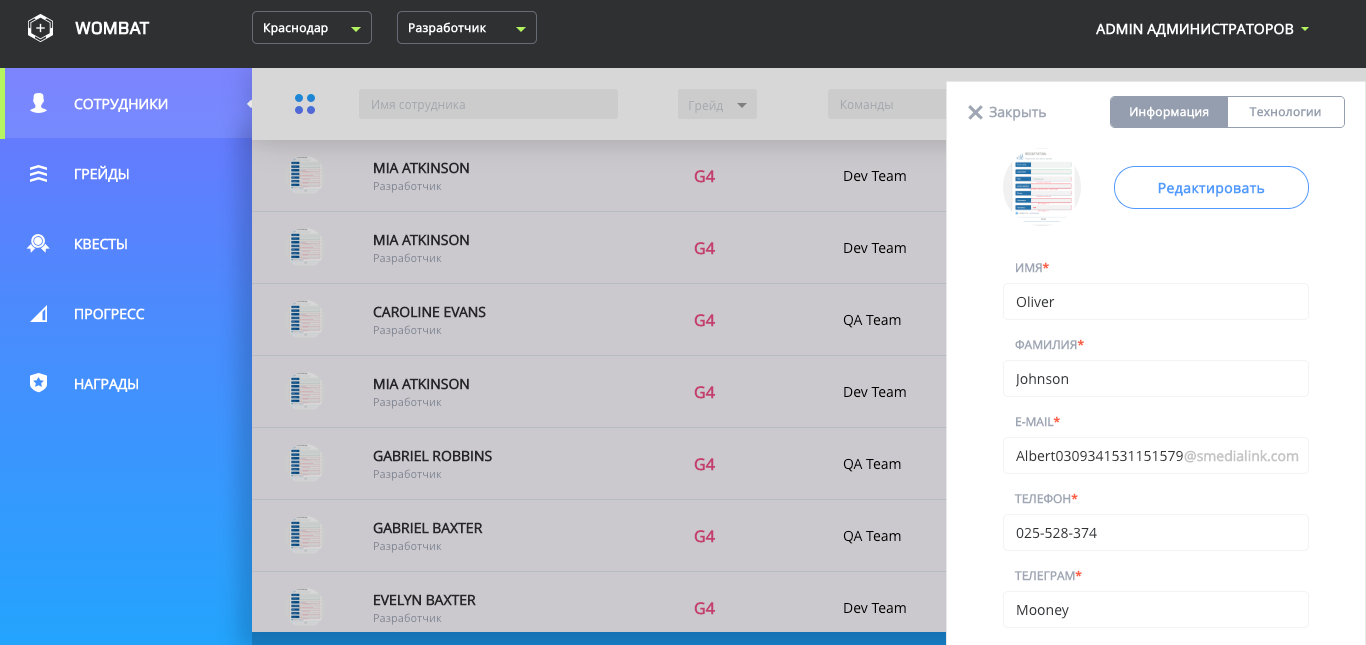 WOMBAT
Краснодар
Разработчик
ADMIN АДМИНИСТРАТОРОВ
СОТРУДНИКИ
ГРЕЙДЫ
КВЕСТЫ
ПРОГРЕСС
НАГРАДЫ
Имя сотрудника
Грейд
Команды
MIA ATKINSON
Разработчик
G4
Dev Team
MIA ATKINSON
Разработчик
G4
Dev Team
CAROLINE EVANS
Разработчик
G4
QA Team
MIA ATKINSON
Разработчик
G4
Dev Team
GABRIEL ROBBINS
Разработчик
G4
QA Team
GABRIEL BAXTER
Разработчик
G4
QA Team
EVELYN BAXTER
Разработчик
G4
Dev Team
Закрыть
Информация
Технологии
Редактировать
ИМЯ*
Oliver
ФАМИЛИЯ*
Johnson
E-MAIL*
Albert0309341531151579@smedialink.com
ТЕЛЕФОН*
025-528-374
ТЕЛЕГРАМ*
Mooney